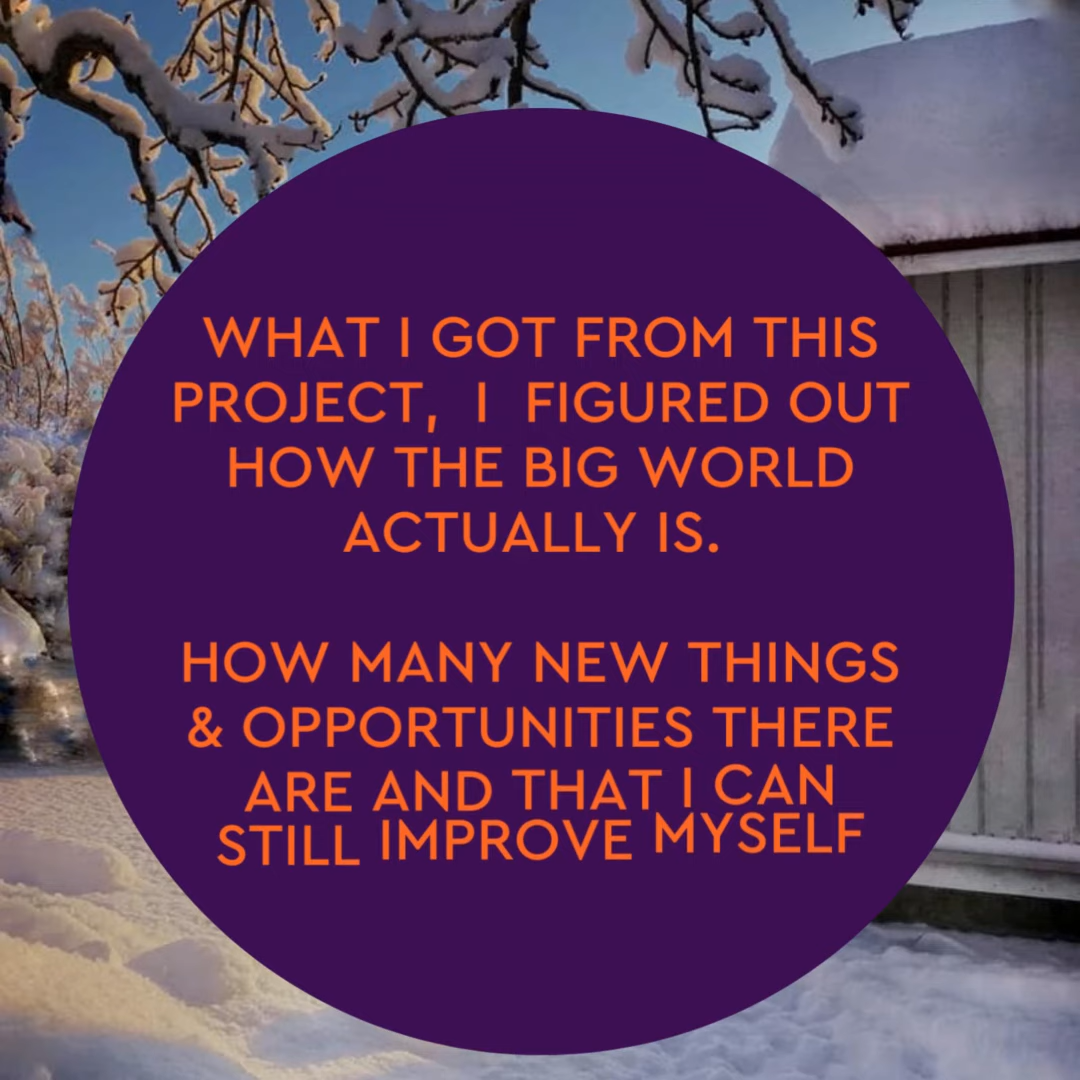 WHAT I GOT FROM THIS
PROJECT, I FIGURED OUT
HOW THE BIG WORLD
ACTUALLY IS.
HOW MANY NEW THINGS
& OPPORTUNITIES THERE
ARE AND THAT I CAN
STILL IMPROVE MYSELF